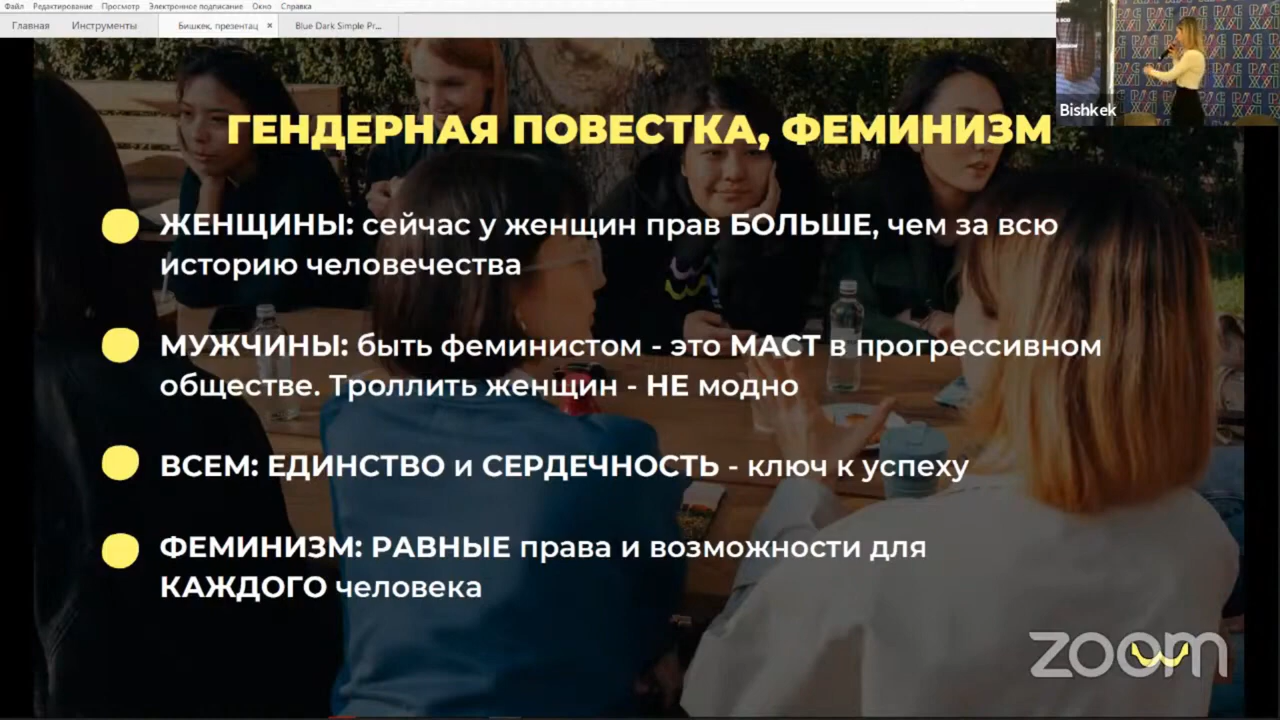 Файл Редактирование Просмотр Электронное подписание Окно Справка
Главная Инструменты Бишкек, презентац × Blue Dark Simple Pr...
Bishkek
ГЕНДЕРНАЯ ПОВЕСТКА, ФЕМИНИЗМ
ЖЕНЩИНЫ: сейчас у женщин прав БОЛЬШЕ, чем за всю
историю человечества
МУЖЧИНЫ: быть феминистом - это МАСТ в прогрессивном
обществе. Троллить женщин - НЕ модно
ВСЕМ: ЕДИНСТВО и СЕРДЕЧНОСТЬ - ключ к успеху
ФЕМИНИЗМ: РАВНЫЕ права и возможности для
КАЖДОГО человека
zoom